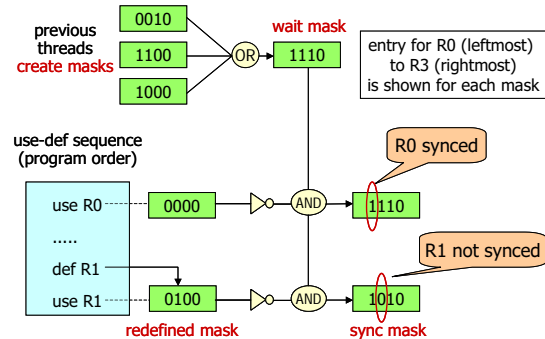 previous
threads
create masks
0010
1100
1000
OR
wait mask
1110
entry for R0 (leftmost)
to R3 (rightmost)
is shown for each mask
use-def sequence
(program order)
R0 synced
use R0
0000
AND
1110
.....
def R1
R1 not synced
use R1
0100
AND
1010
redefined mask
sync mask